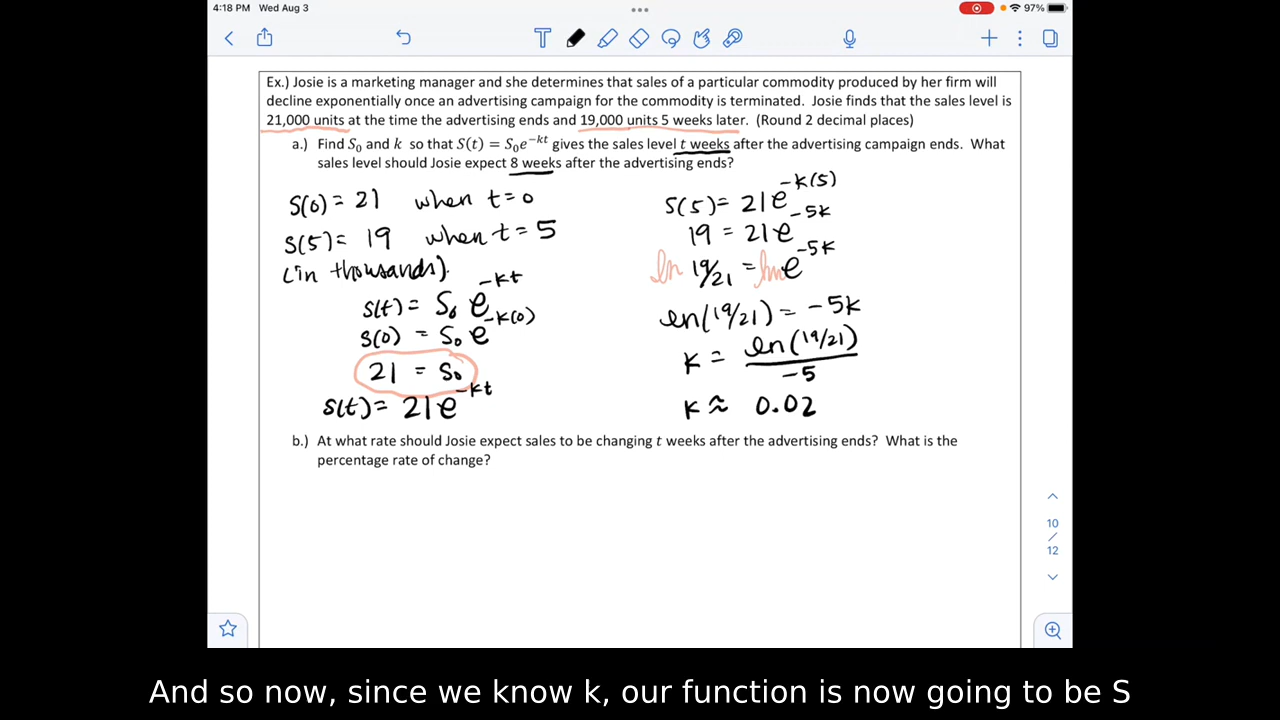 4:18 PM Wed Aug 3
97%
Ex.) Josie is a marketing manager and she determines that sales of a particular commodity produced by her firm will
decline exponentially once an advertising campaign for the commodity is terminated. Josie finds that the sales level is
21,000 units at the time the advertising ends and 19,000 units 5 weeks later. (Round 2 decimal places)
a.) Find S₀ and k so that S(t) = S₀e^{-kt} gives the sales level t weeks after the advertising campaign ends. What
sales level should Josie expect 8 weeks after the advertising ends?
S(0) = 21 when t = 0
S(5) = 19 when t = 5
(in thousands).
S(t) = S₀ e^{-kt}
S(0) = S₀ e^{-k(0)}
21 = S₀
S(t) = 21e^{-kt}
S(5) = 21e^{-k(5)}
19 = 21e^{-5k}
ln 19/21 = ln e^{-5k}
ln(19/21) = -5k
k = ln(19/21) / -5
k ≈ 0.02
b.) At what rate should Josie expect sales to be changing t weeks after the advertising ends? What is the
percentage rate of change?
10
/
12
And so now, since we know k, our function is now going to be S